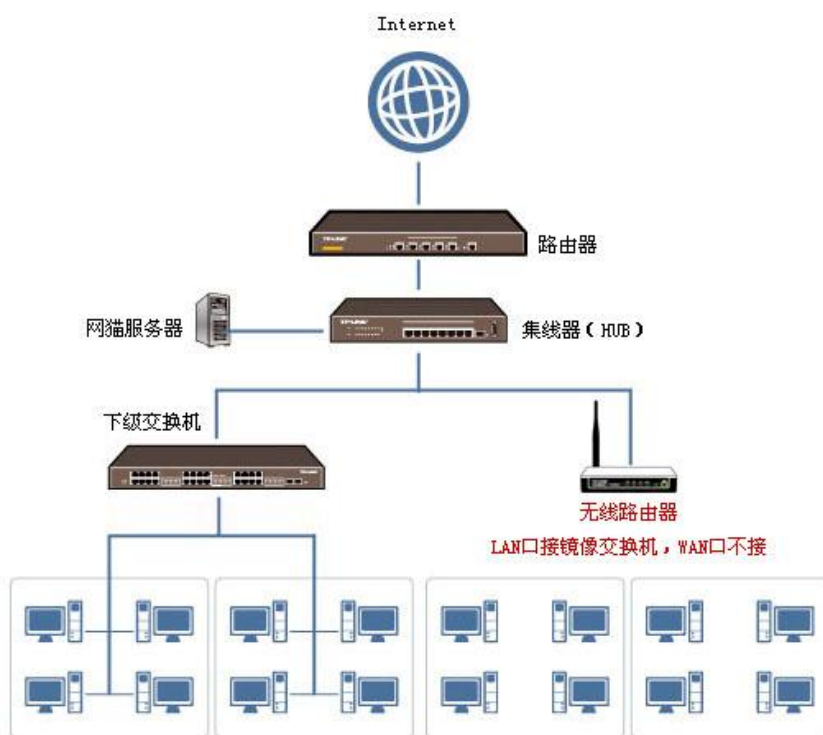 Internet
路由器
网猫服务器
集线器（HUB）
下级交换机
无线路由器
LAN口接镜像交换机，WAN口不接